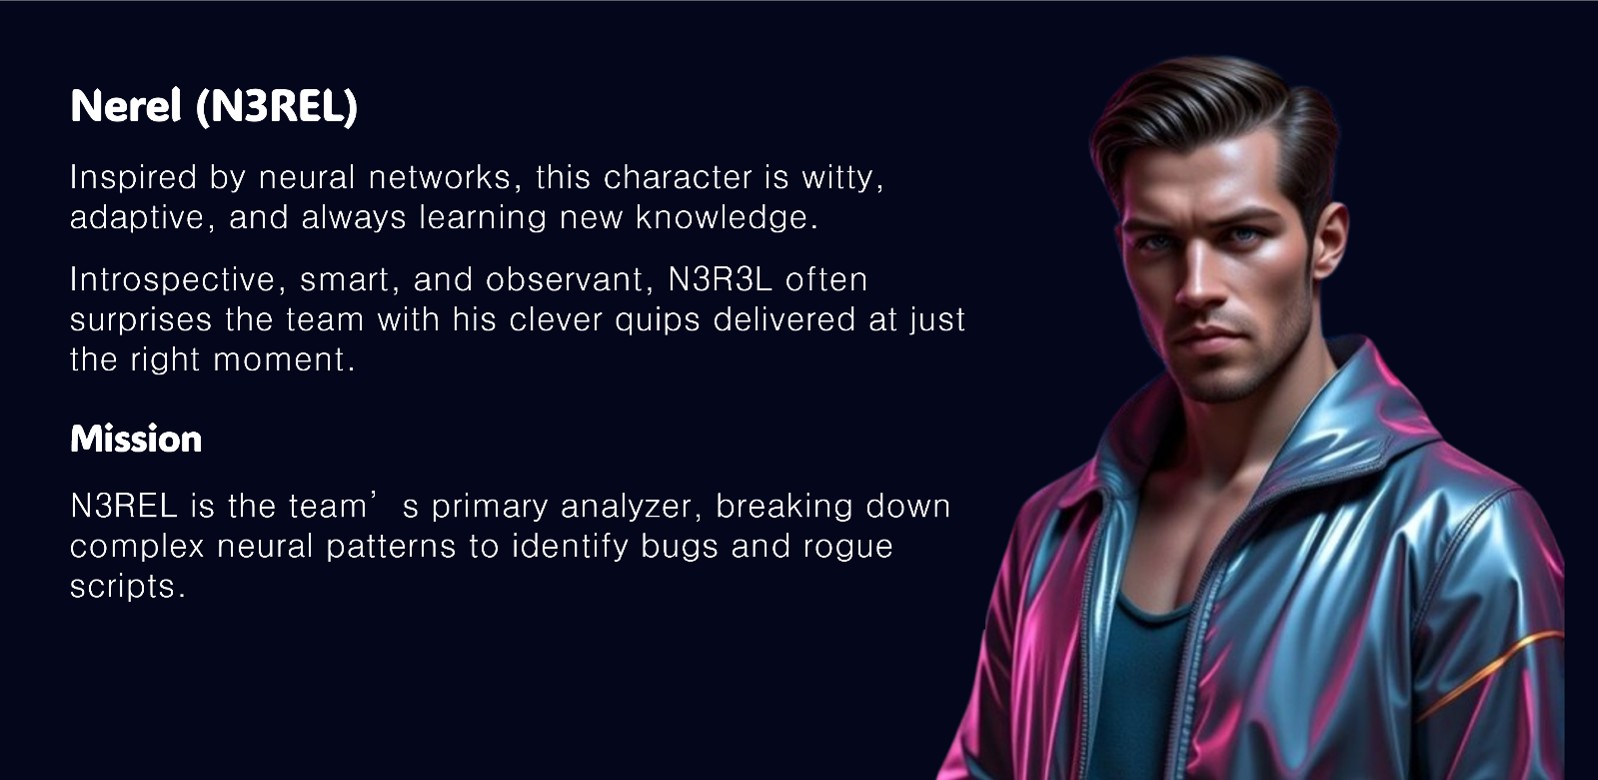 Nerel (N3REL)
Inspired by neural networks, this character is witty,
adaptive, and always learning new knowledge.
Introspective, smart, and observant, N3R3L often
surprises the team with his clever quips delivered at just
the right moment.
Mission
N3REL is the team’s primary analyzer, breaking down
complex neural patterns to identify bugs and rogue
scripts.